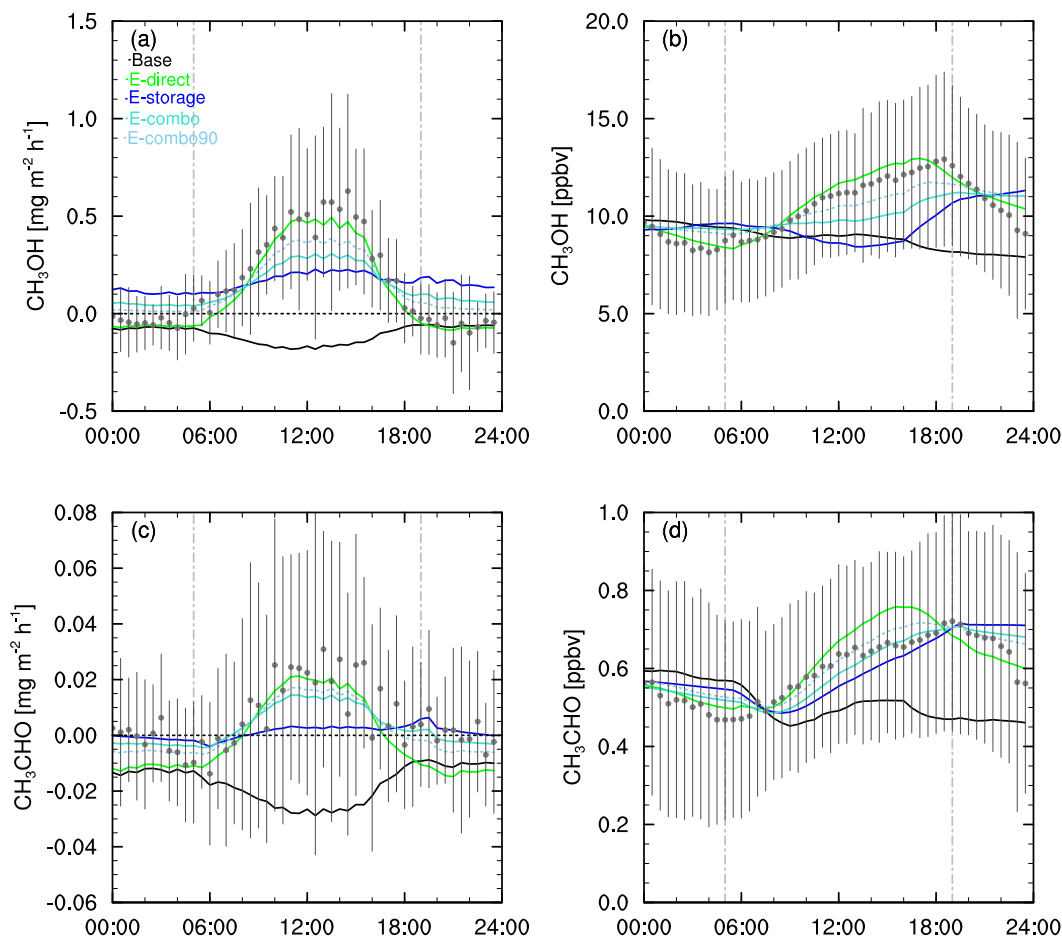 (a)
·Base
·E-direct
·E-storage
·E-combo
·E-combo90
CH₃OH [mg m⁻² h⁻¹]
1.5
1.0
0.5
0.0
-0.5
00:00 06:00 12:00 18:00 24:00
(b)
CH₃OH [ppbv]
20.0
15.0
10.0
5.0
0.0
00:00 06:00 12:00 18:00 24:00
(c)
CH₃CHO [mg m⁻² h⁻¹]
0.08
0.06
0.04
0.02
0.00
-0.02
-0.04
-0.06
00:00 06:00 12:00 18:00 24:00
(d)
CH₃CHO [ppbv]
1.0
0.8
0.6
0.4
0.2
0.0
00:00 06:00 12:00 18:00 24:00